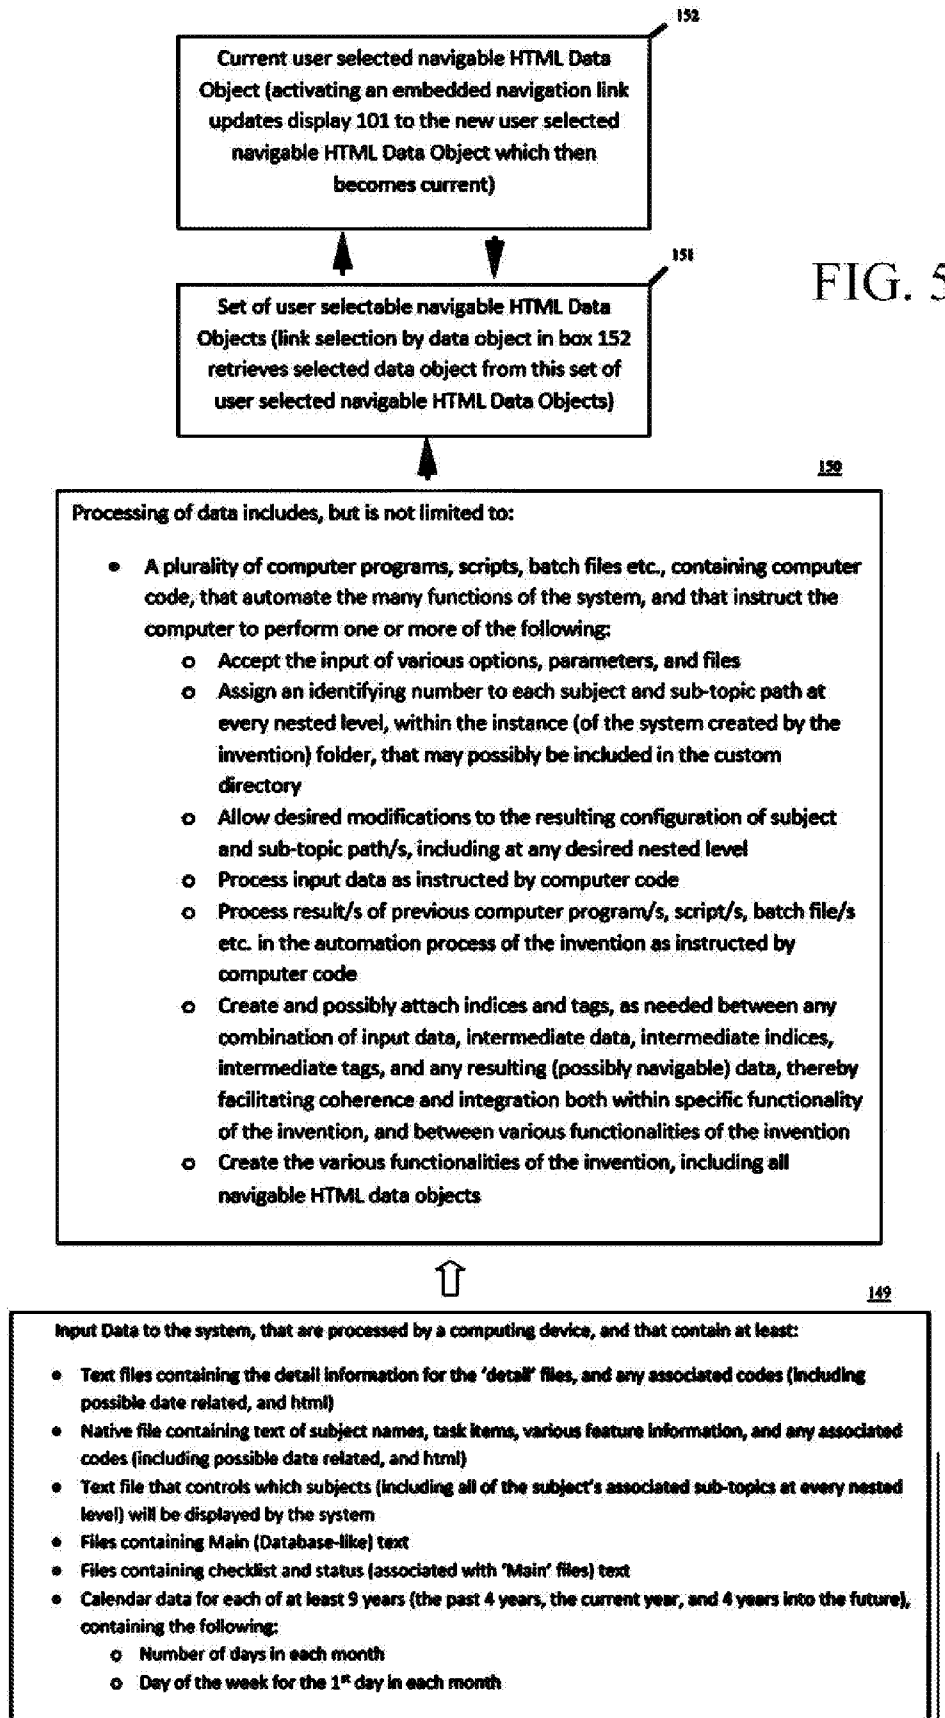 152
Current user selected navigable HTML Data
Object (activating an embedded navigation link
updates display 101 to the new user selected
navigable HTML Data Object which then
becomes current)
151
FIG. 5
Set of user selectable navigable HTML Data
Objects (link selection by data object in box 152
retrieves selected data object from this set of
user selected navigable HTML Data Objects)
150
Processing of data includes, but is not limited to:
• A plurality of computer programs, scripts, batch files etc., containing computer
code, that automate the many functions of the system, and that instruct the
computer to perform one or more of the following:
o Accept the input of various options, parameters, and files
o Assign an identifying number to each subject and sub-topic path at
every nested level, within the instance (of the system created by the
invention) folder, that may possibly be included in the custom
directory
o Allow desired modifications to the resulting configuration of subject
and sub-topic path/s, including at any desired nested level
o Process input data as instructed by computer code
o Process result/s of previous computer program/s, script/s, batch file/s
etc. in the automation process of the invention as instructed by
computer code
o Create and possibly attach indices and tags, as needed between any
combination of input data, intermediate data, intermediate indices,
intermediate tags, and any resulting (possibly navigable) data, thereby
facilitating coherence and integration both within specific functionality
of the invention, and between various functionalities of the invention
o Create the various functionalities of the invention, including all
navigable HTML data objects
149
Input Data to the system, that are processed by a computing device, and that contain at least:
• Text files containing the detail information for the 'detail' files, and any associated codes (including
possible date related, and html)
• Native file containing text of subject names, task items, various feature information, and any associated
codes (including possible date related, and html)
• Text file that controls which subjects (including all of the subject's associated sub-topics at every nested
level) will be displayed by the system
• Files containing Main (Database-like) text
• Files containing checklist and status (associated with 'Main' files) text
• Calendar data for each of at least 9 years (the past 4 years, the current year, and 4 years into the future),
containing the following:
o Number of days in each month
o Day of the week for the 1st day in each month